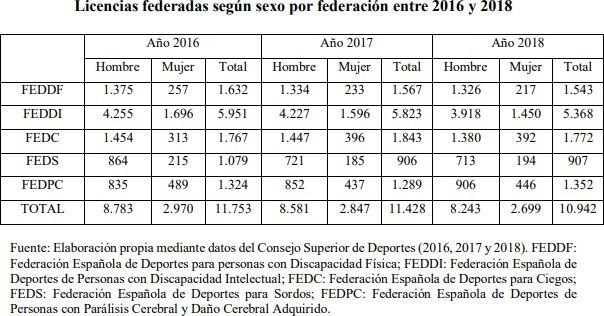 Licencias federadas según sexo por federación entre 2016 y 2018
Año 2016 Año 2017 Año 2018
Hombre Mujer Total Hombre Mujer Total Hombre Mujer Total
FEDDF 1.375 257 1.632 1.334 233 1.567 1.326 217 1.543
FEDDI 4.255 1.696 5.951 4.227 1.596 5.823 3.918 1.450 5.368
FEDC 1.454 313 1.767 1.447 396 1.843 1.380 392 1.772
FEDS 864 215 1.079 721 185 906 713 194 907
FEDPC 835 489 1.324 852 437 1.289 906 446 1.352
TOTAL 8.783 2.970 11.753 8.581 2.847 11.428 8.243 2.699 10.942
Fuente: Elaboración propia mediante datos del Consejo Superior de Deportes (2016, 2017 y 2018). FEDDF:
Federación Española de Deportes para personas con Discapacidad Física; FEDDI: Federación Española de
Deportes de Personas con Discapacidad Intelectual; FEDC: Federación Española de Deportes para Ciegos;
FEDS: Federación Española de Deportes para Sordos; FEDPC: Federación Española de Deportes de
Personas con Parálisis Cerebral y Daño Cerebral Adquirido.